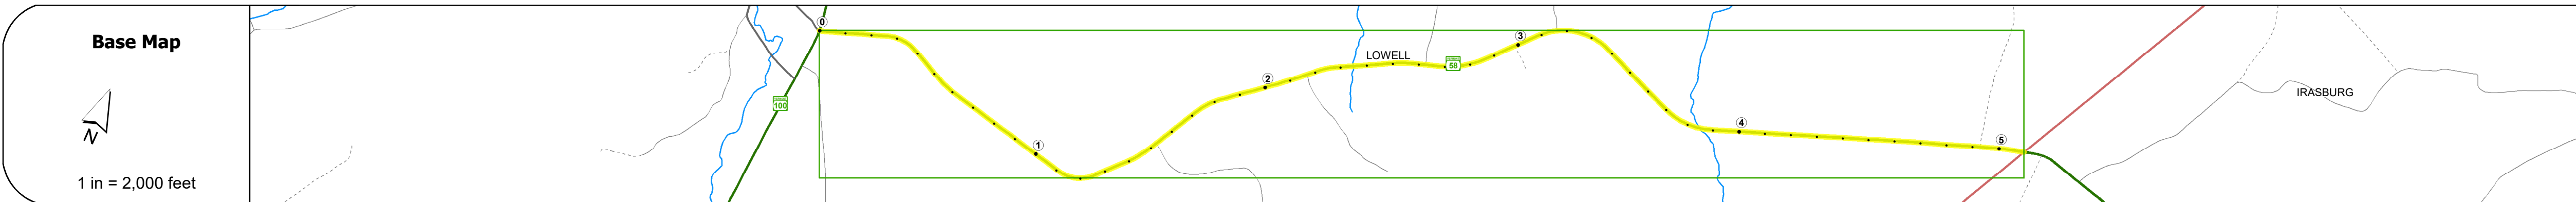 Base Map
N
1 in = 2,000 feet
0
100
1
2
LOWELL
58
3
4
5
IRASBURG